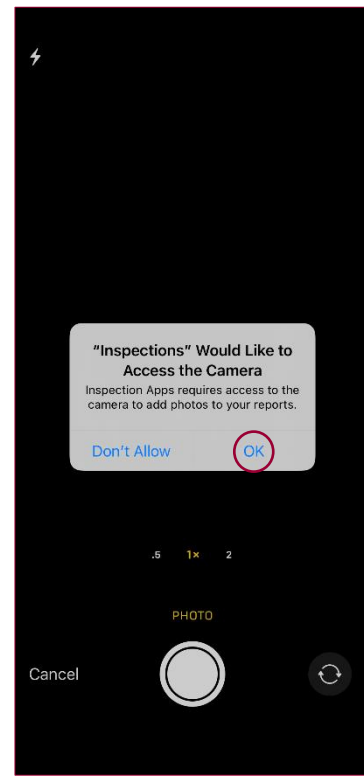 “Inspections” Would Like to
Access the Camera
Inspection Apps requires access to the
camera to add photos to your reports.
Don't Allow OK
.5 1× 2
PHOTO
Cancel